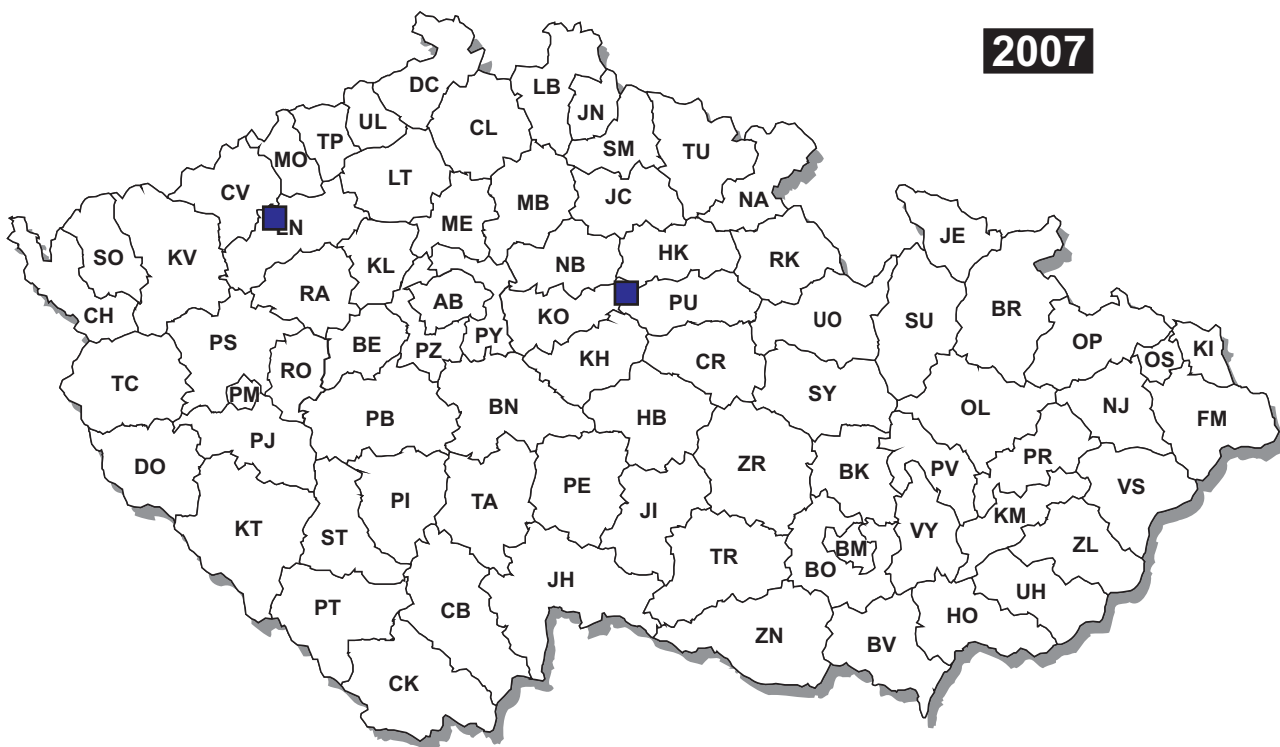 2007
DC
LB
JN
UL
CL
TP
MO
SM
TU
LT
CV
MB
JC
NA
ME
LN
SO
KV
KL
NB
HK
RK
JE
RA
AB
KO
PU
CH
UO
SU
BR
PS
BE
PZ
PY
KH
CR
OP
OS
KI
TC
RO
PM
PB
BN
HB
SY
OL
NJ
FM
PJ
DO
ZR
BK
PV
PR
VS
KT
ST
PI
TA
PE
JI
KM
TR
BO
BM
VY
ZL
PT
CB
JH
ZN
BV
HO
UH
CK